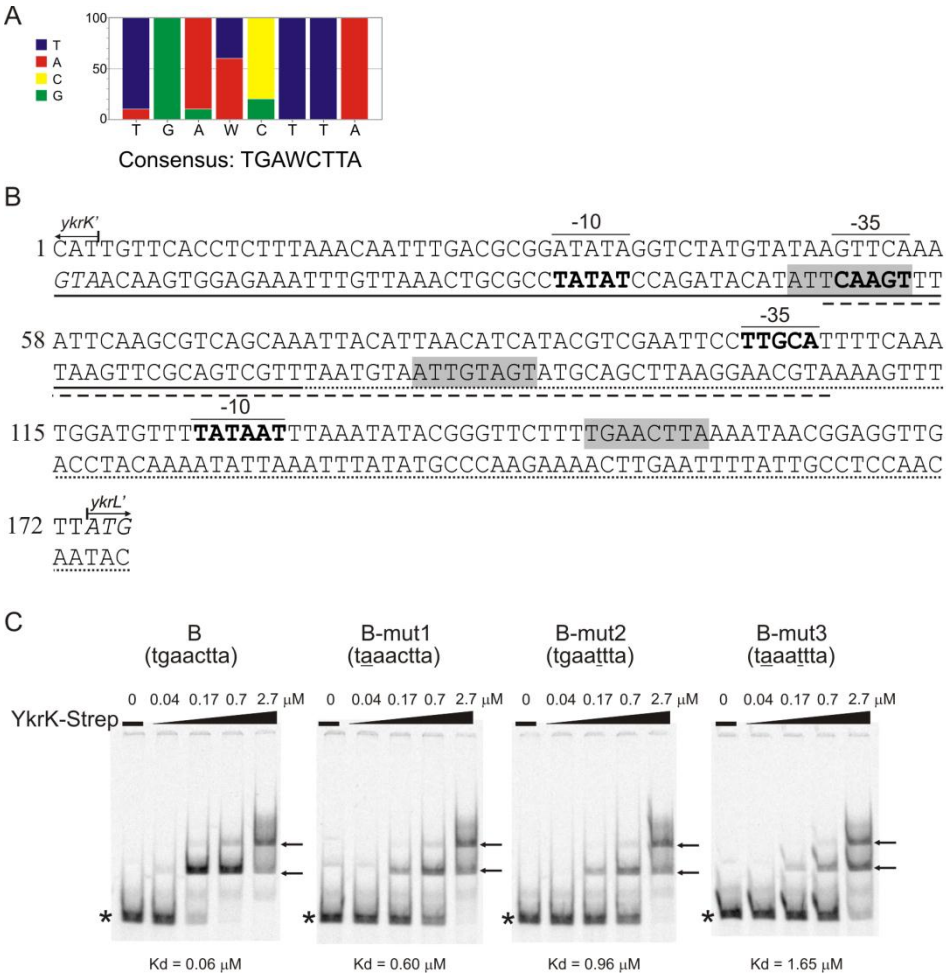 A
100
50
0
T
A
C
G
T G A W C T T A
Consensus: TGAWCTTA
B
ykrK'
-10
-35
1 CATTGTTCACCTCTTTAAACAATTTGACGCGGATATAGGTCTATGTATAAGTTCAAA
GTAACAAGTGGAGAAATTTGTTAAACTGCGCCTATATCCAGATACATATTCAAGTTT
-35
58 ATTCAAGCGTCAGCAAATTACATTAACATCATACGTCGAATTCCTTGCATTTTCAAA
TAAGTTCGCAGTCGTTTAATGTAATTGTAGTATGCAGCTTAAGGAACGTAAAAGTTT
-10
115 TGGATGTTTTATAATTTAAATATACGGGTTCTTTTGAACTTAAAATAACGGAGGTTG
ACCTACAAAATATTAAATTTATATGCCCAAGAAAACTTGAATTTTATTGCCTCCAAC
ykrL'
172 TTATG
AATAC
C
B B-mut1 B-mut2 B-mut3
(tgaactta) (taaactta) (tgaattta) (taaattta)
0 0.04 0.17 0.7 2.7 μM 0 0.04 0.17 0.7 2.7 μM 0 0.04 0.17 0.7 2.7 μM 0 0.04 0.17 0.7 2.7 μM
YkrK-Strep
* * * *
Kd = 0.06 μM Kd = 0.60 μM Kd = 0.96 μM Kd = 1.65 μM